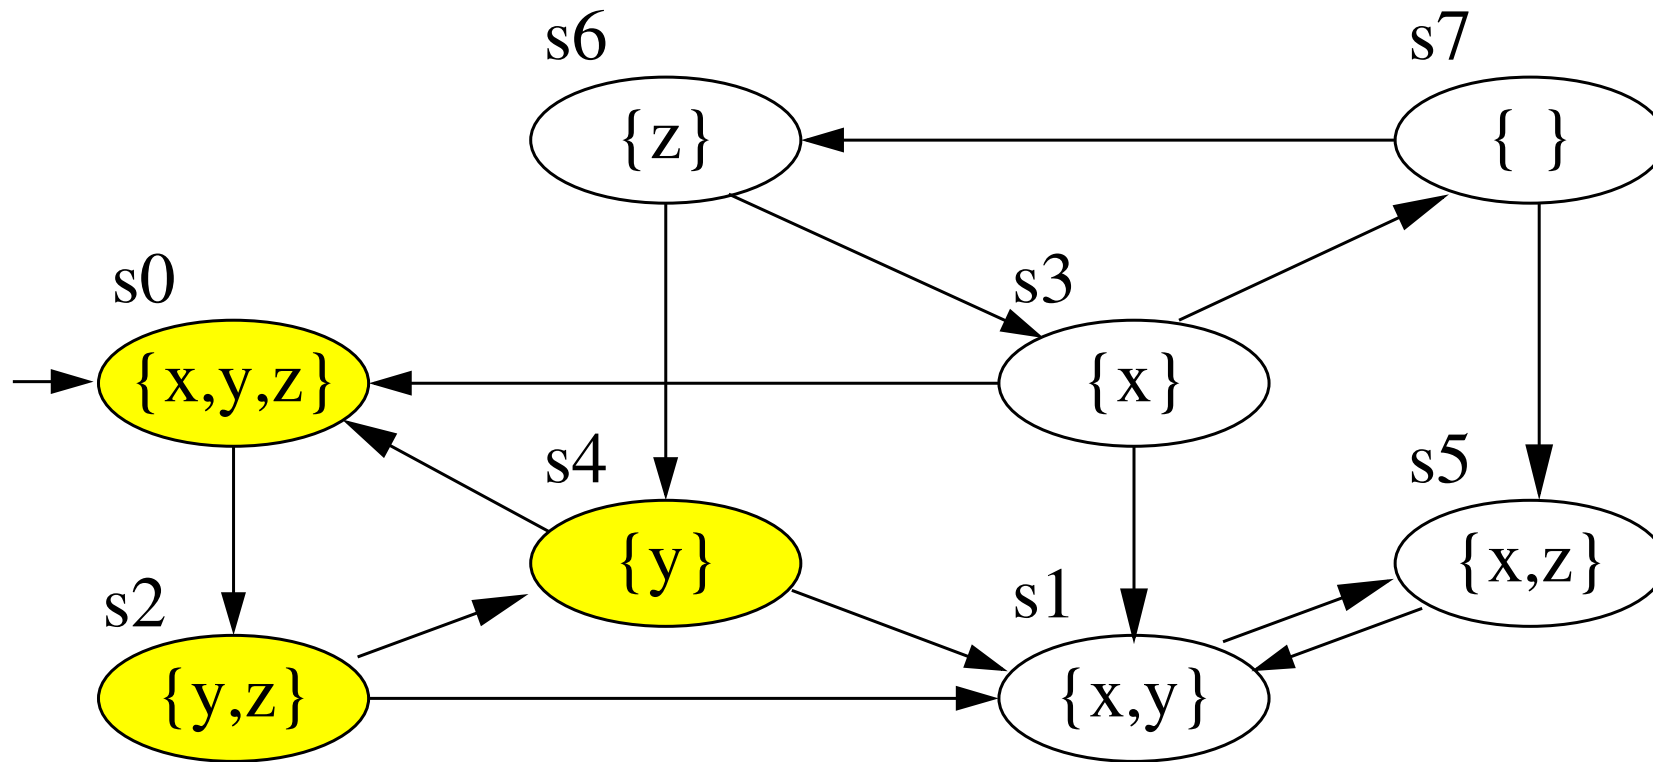 s6
s7
{z}
{ }
s0
s3
{x,y,z}
{x}
s4
s5
{y}
{x,z}
s2
s1
{y,z}
{x,y}